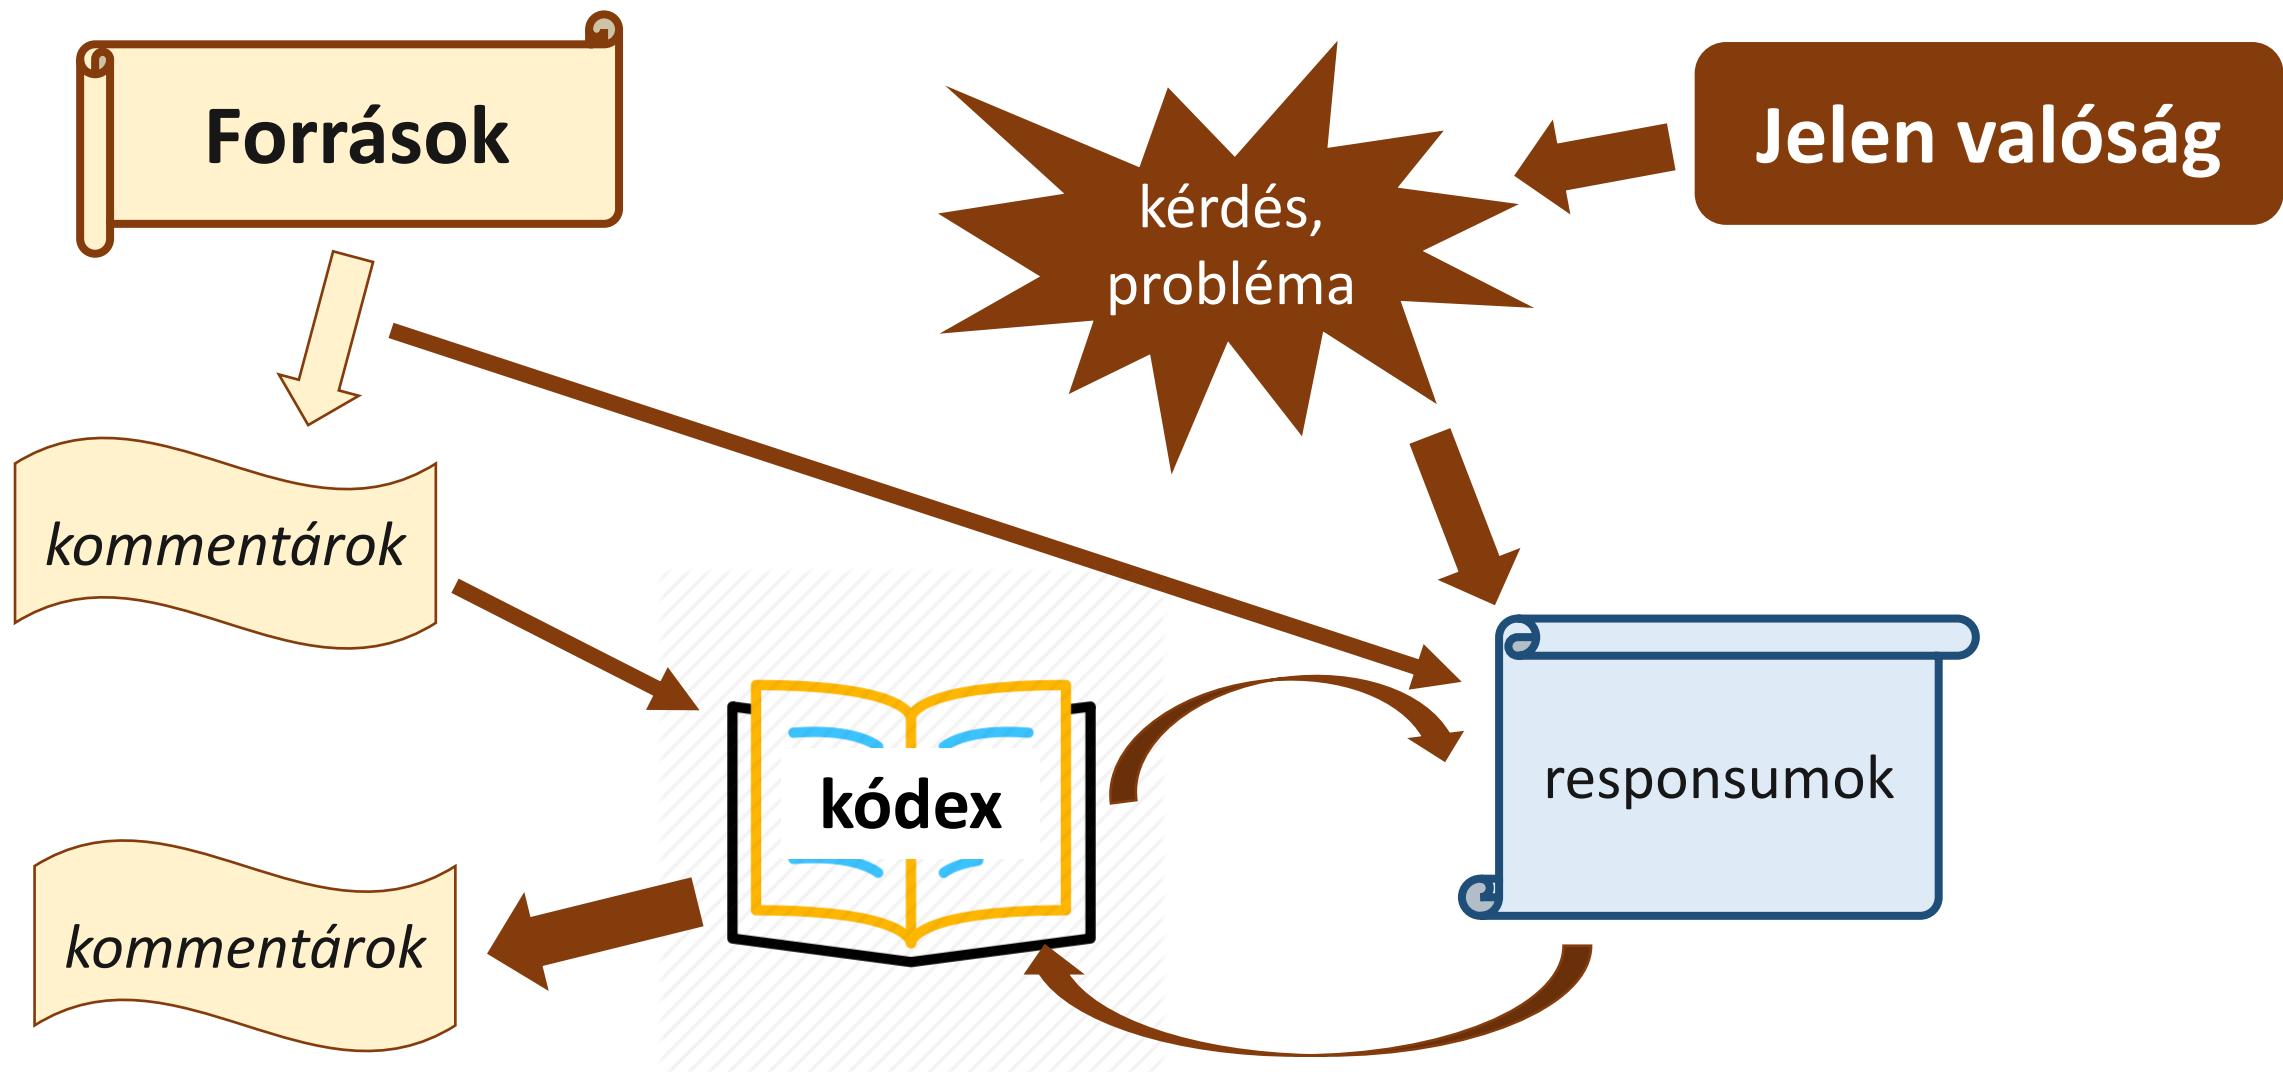 Források
Jelen valóság
kérdés,
probléma
kommentárok
responsumok
kódex
kommentárok